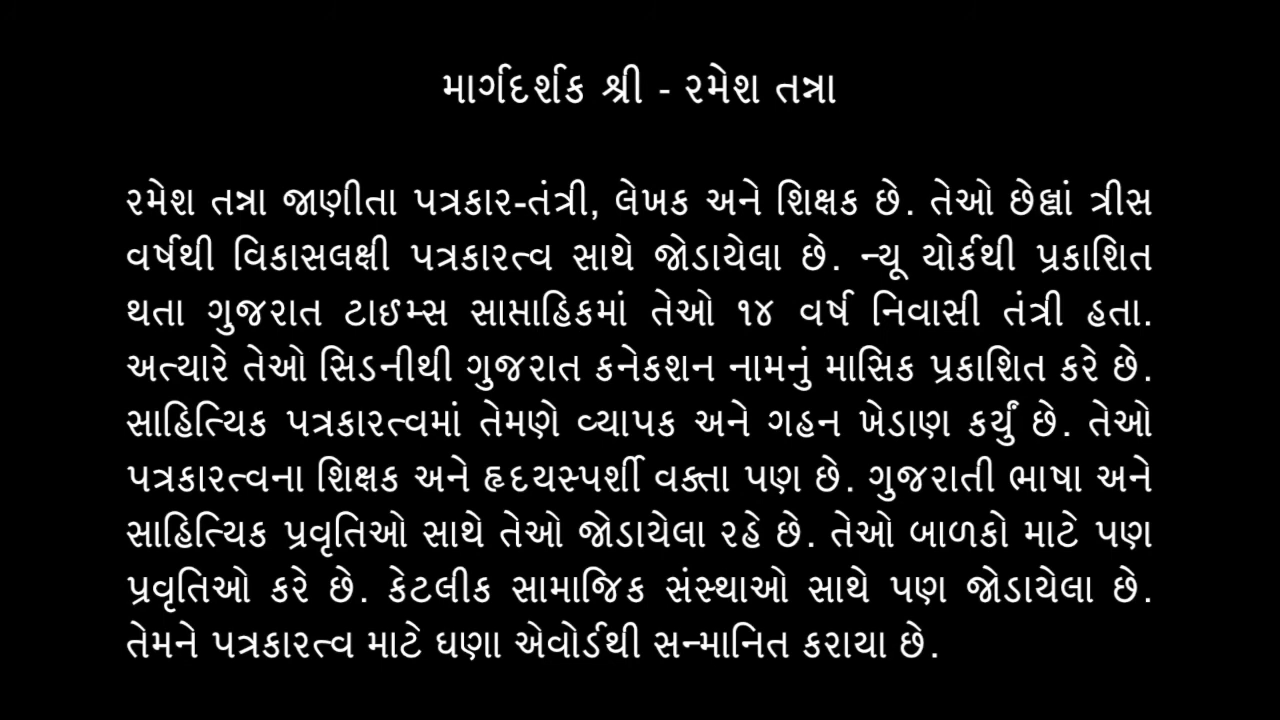 માર્ગદર્શક શ્રી - રમેશ તન્ના
રમેશ તન્ના જાણીતા પત્રકાર-તંત્રી, લેખક અને શિક્ષક છે. તેઓ છેલ્લાં ત્રીસ
વર્ષથી વિકાસલક્ષી પત્રકારત્વ સાથે જોડાયેલા છે. ન્યૂ યોર્કથી પ્રકાશિત
થતા ગુજરાત ટાઈમ્સ સાપ્તાહિકમાં તેઓ ૧૪ વર્ષ નિવાસી તંત્રી હતા.
અત્યારે તેઓ સિડનીથી ગુજરાત કનેકશન નામનું માસિક પ્રકાશિત કરે છે.
સાહિત્યિક પત્રકારત્વમાં તેમણે વ્યાપક અને ગહન ખેડાણ કર્યું છે. તેઓ
પત્રકારત્વના શિક્ષક અને હૃદયસ્પર્શી વક્તા પણ છે. ગુજરાતી ભાષા અને
સાહિત્યિક પ્રવૃતિઓ સાથે તેઓ જોડાયેલા રહે છે. તેઓ બાળકો માટે પણ
પ્રવૃતિઓ કરે છે. કેટલીક સામાજિક સંસ્થાઓ સાથે પણ જોડાયેલા છે.
તેમને પત્રકારત્વ માટે ઘણા એવોર્ડથી સન્માનિત કરાયા છે.